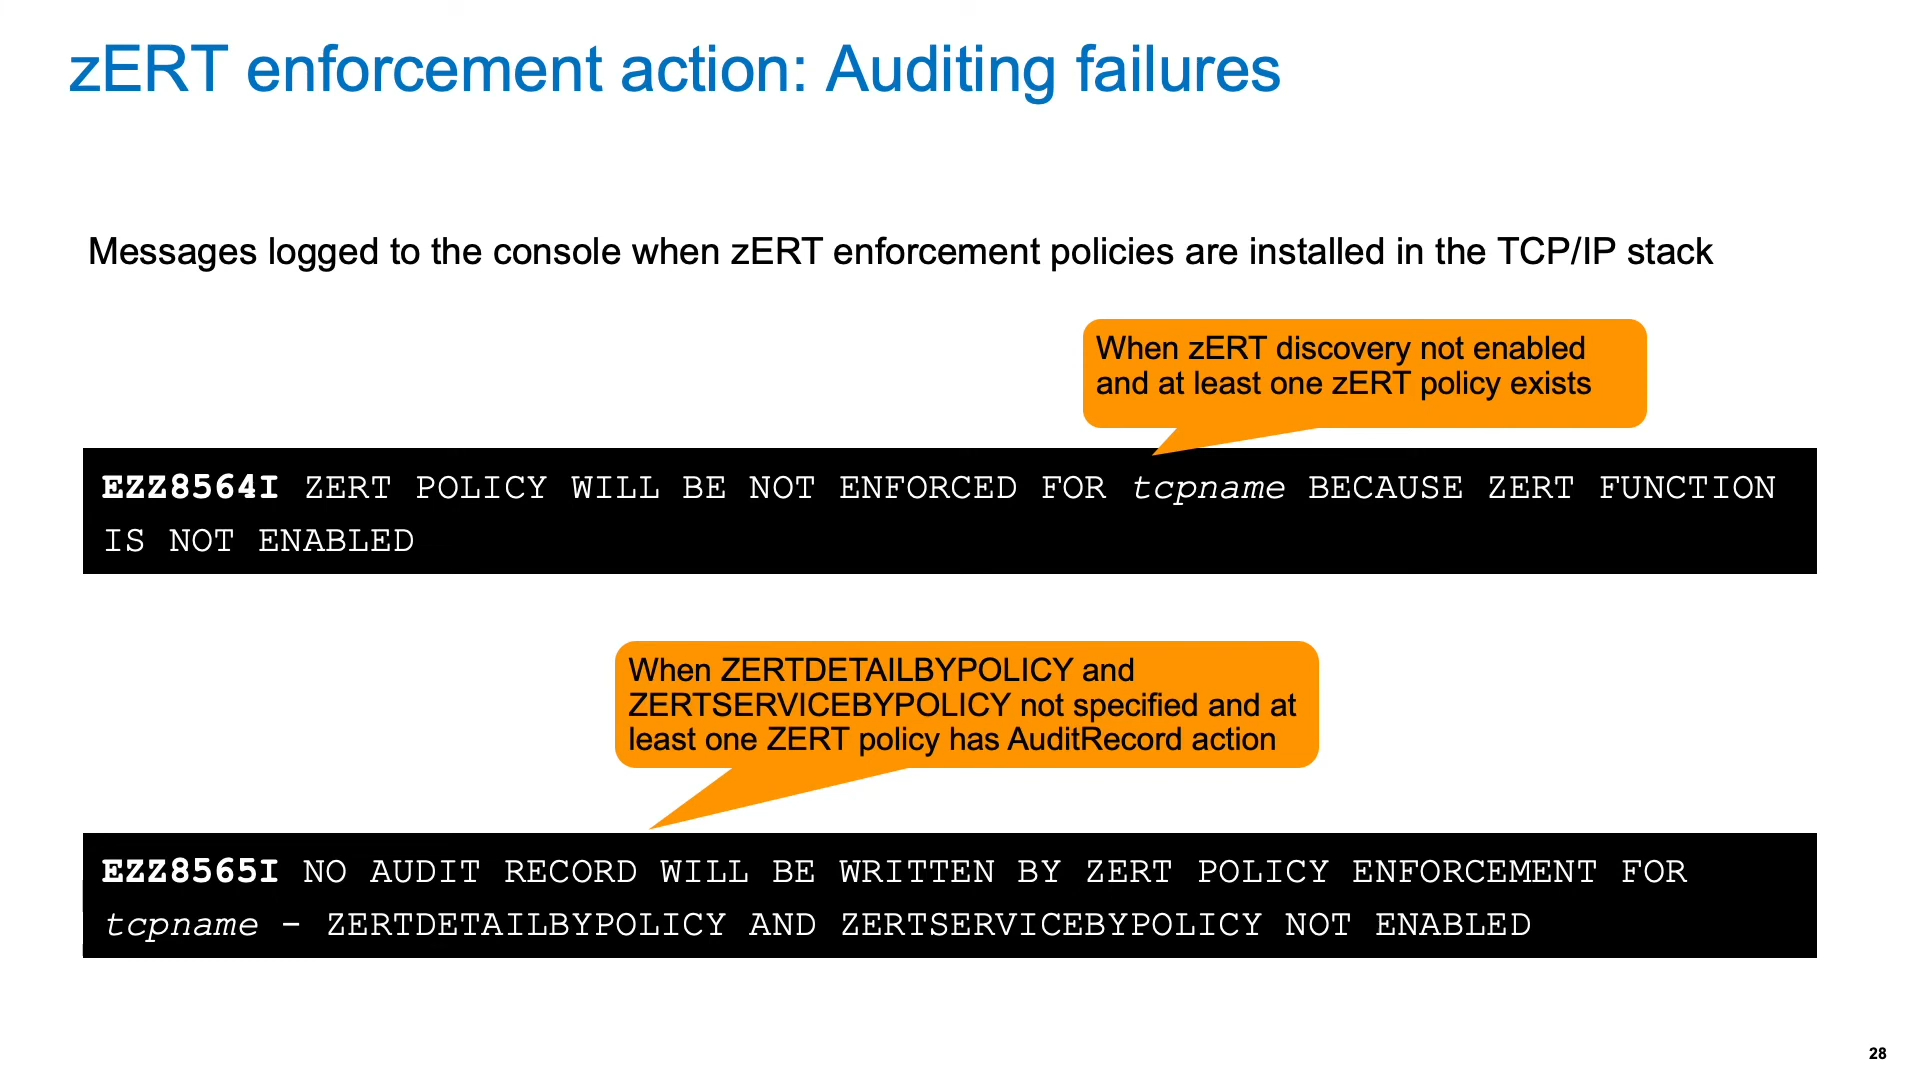 zERT enforcement action: Auditing failures
Messages logged to the console when zERT enforcement policies are installed in the TCP/IP stack
When zERT discovery not enabled
and at least one zERT policy exists
EZZ8564I ZERT POLICY WILL BE NOT ENFORCED FOR tcpname BECAUSE ZERT FUNCTION
IS NOT ENABLED
When ZERTDETAILBYPOLICY and
ZERTSERVICEBYPOLICY not specified and at
least one ZERT policy has AuditRecord action
EZZ8565I NO AUDIT RECORD WILL BE WRITTEN BY ZERT POLICY ENFORCEMENT FOR
tcpname - ZERTDETAILBYPOLICY AND ZERTSERVICEBYPOLICY NOT ENABLED
28